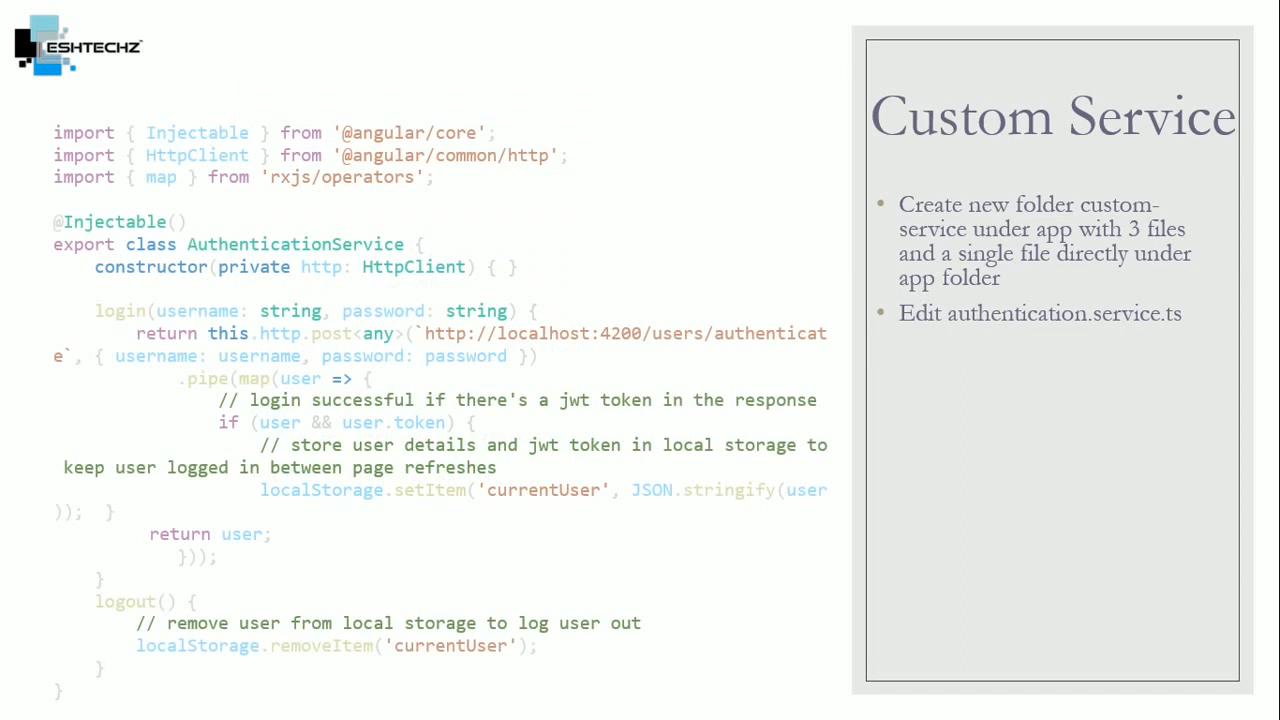 ESHTECHZ
import { Injectable } from '@angular/core';
import { HttpClient } from '@angular/common/http';
import { map } from 'rxjs/operators';
@Injectable()
export class AuthenticationService {
    constructor(private http: HttpClient) { }
    login(username: string, password: string) {
        return this.http.post<any>(`http://localhost:4200/users/authenticat
e`, { username: username, password: password })
            .pipe(map(user => {
                // login successful if there's a jwt token in the response
                if (user && user.token) {
                    // store user details and jwt token in local storage to
 keep user logged in between page refreshes
                    localStorage.setItem('currentUser', JSON.stringify(user
));  }
         return user;
            }));
    }
    logout() {
        // remove user from local storage to log user out
        localStorage.removeItem('currentUser');
    }
}
Custom Service
• Create new folder custom-
service under app with 3 files
and a single file directly under
app folder
• Edit authentication.service.ts